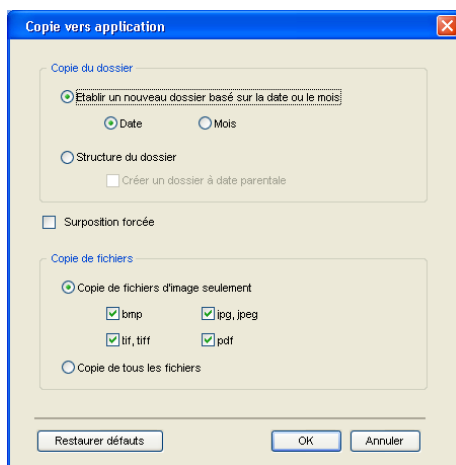 Copie vers application
Copie du dossier
Etablir un nouveau dossier basé sur la date ou le mois
Date Mois
Structure du dossier
Créer un dossier à date parentale
Surposition forcée
Copie de fichiers
Copie de fichiers d'image seulement
bmp jpg, jpeg
tif, tiff pdf
Copie de tous les fichiers
Restaurer défauts OK Annuler